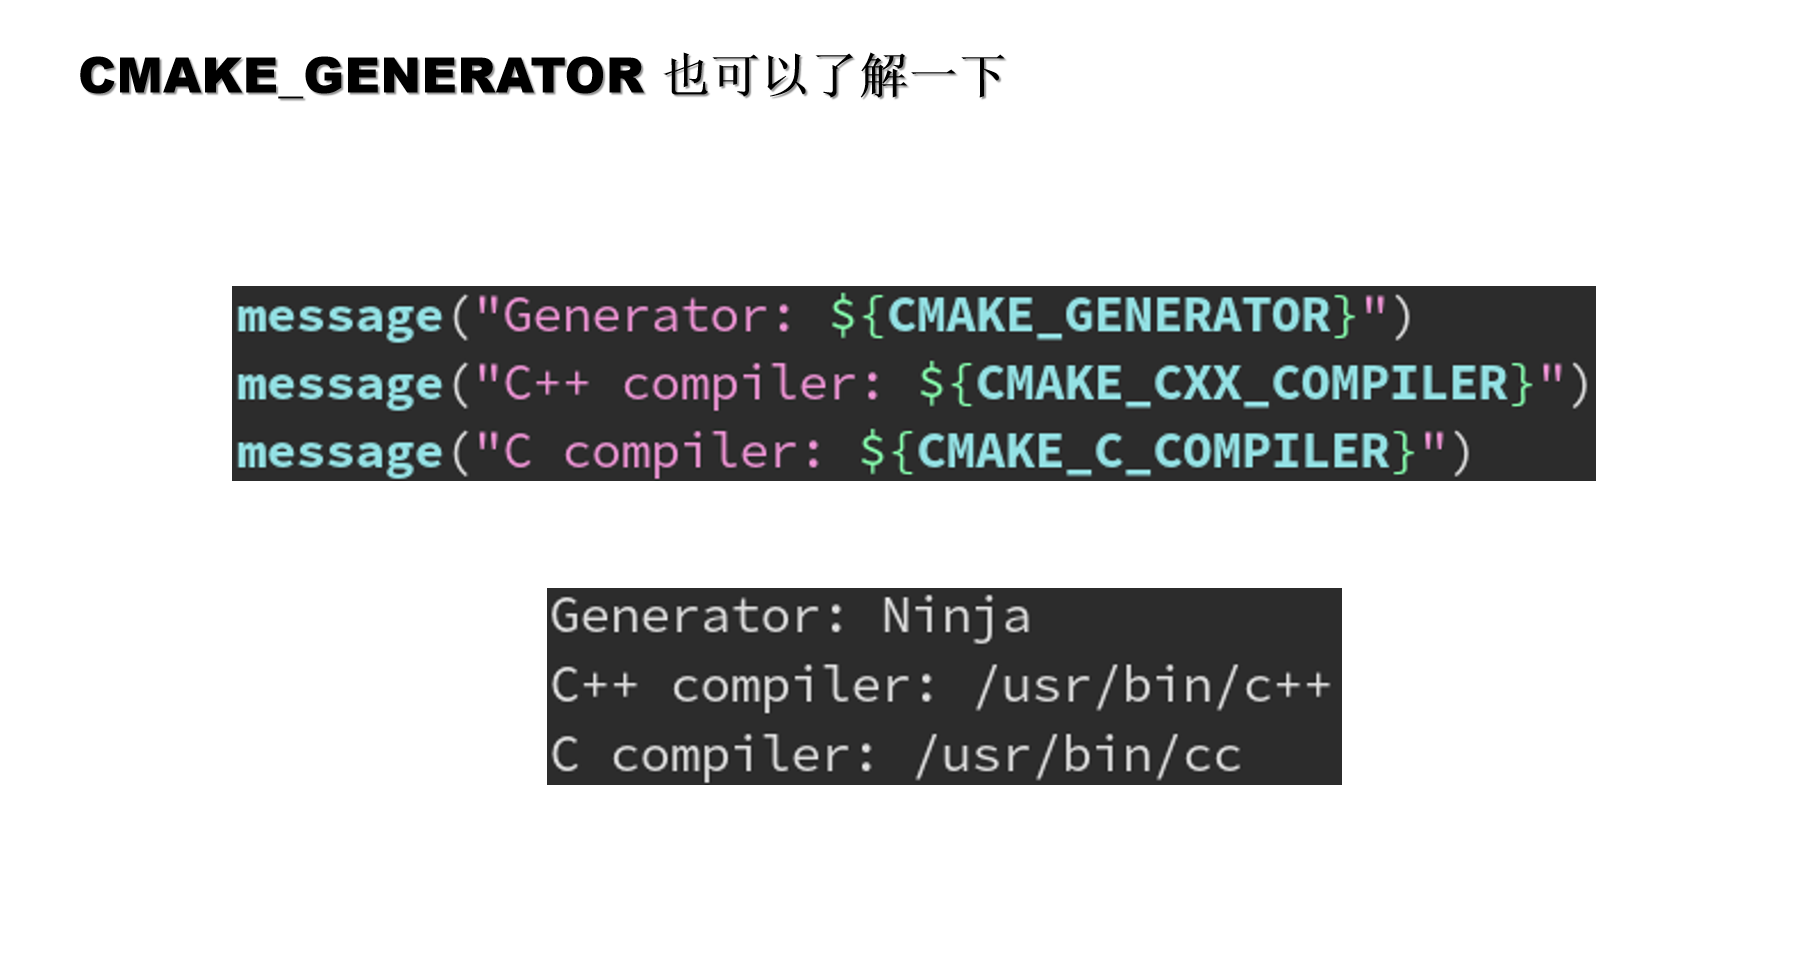 CMAKE_GENERATOR 也可以了解一下
message("Generator: ${CMAKE_GENERATOR}")
message("C++ compiler: ${CMAKE_CXX_COMPILER}")
message("C compiler: ${CMAKE_C_COMPILER}")
Generator: Ninja
C++ compiler: /usr/bin/c++
C compiler: /usr/bin/cc